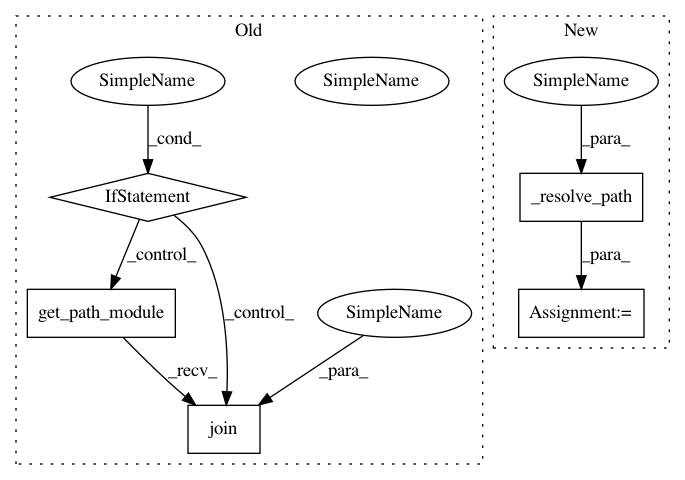 Old
New
SimpleName
SimpleName
SimpleName
_cond_
_para_
IfStatement
_resolve_path
_control_
_control_
_para_
get_path_module
SimpleName
Assignment:=
_recv_
_para_
join